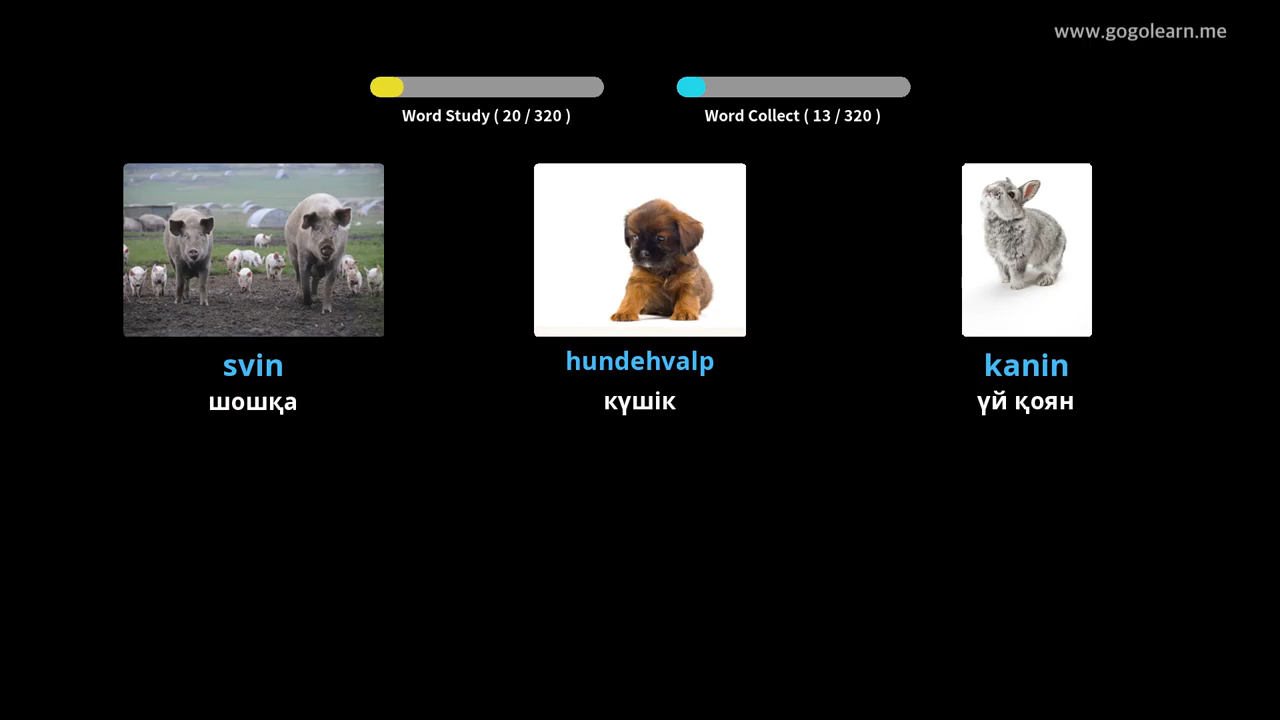 www.gogolearn.me
Word Study ( 20 / 320 )
Word Collect ( 13 / 320 )
svin
шошқа
hundehvalp
күшік
kanin
үй қоян